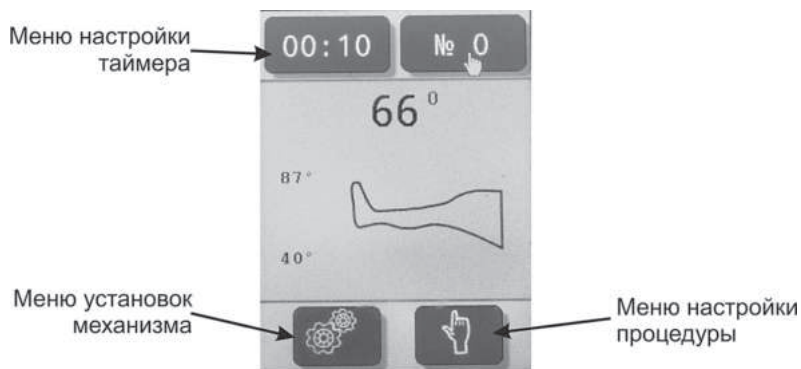 Меню настройки
таймера
00:10
№ 0
66°
87°
40°
Меню установок
механизма
Меню настройки
процедуры